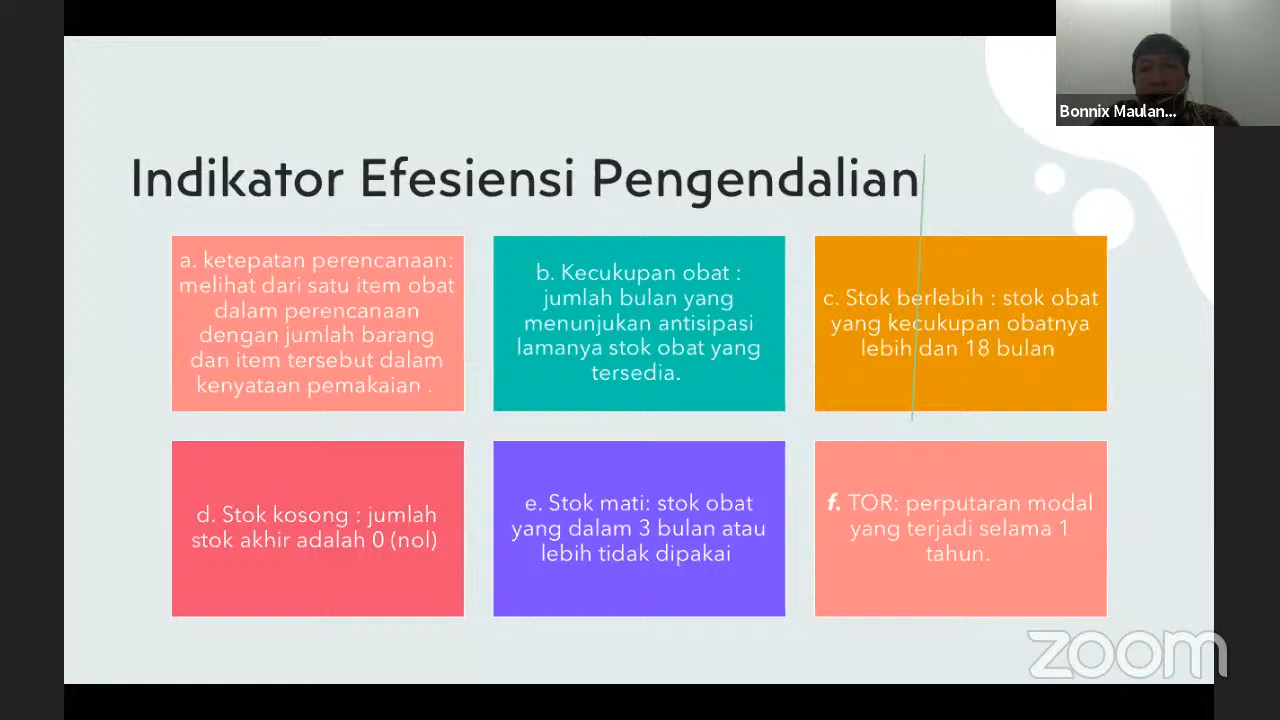 Bonnix Maulan...
Indikator Efesiensi Pengendalian
a. ketepatan perencanaan:
melihat dari satu item obat
dalam perencanaan
dengan jumlah barang
dan item tersebut dalam
kenyataan pemakaian .
b. Kecukupan obat :
jumlah bulan yang
menunjukan antisipasi
lamanya stok obat yang
tersedia.
c. Stok berlebih : stok obat
yang kecukupan obatnya
lebih dan 18 bulan
d. Stok kosong : jumlah
stok akhir adalah 0 (nol)
e. Stok mati: stok obat
yang dalam 3 bulan atau
lebih tidak dipakai
f. TOR: perputaran modal
yang terjadi selama 1
tahun.
zoom